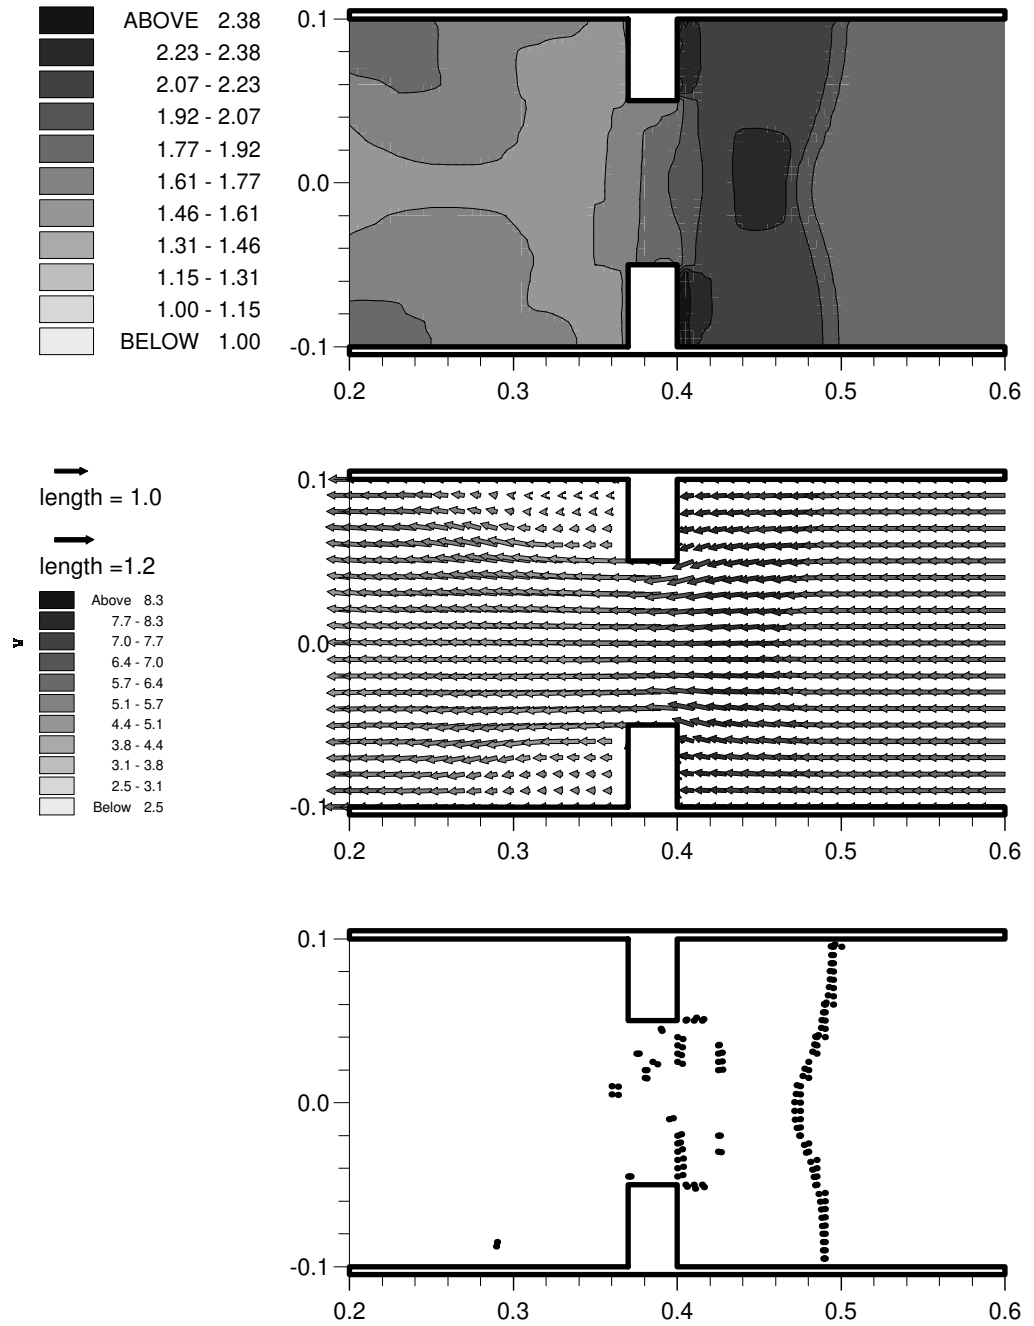 ABOVE 2.38
2.23 - 2.38
2.07 - 2.23
1.92 - 2.07
1.77 - 1.92
1.61 - 1.77
1.46 - 1.61
1.31 - 1.46
1.15 - 1.31
1.00 - 1.15
BELOW 1.00
0.1
0.0
-0.1
0.2 0.3 0.4 0.5 0.6
length = 1.0
length =1.2
Above 8.3
7.7 - 8.3
7.0 - 7.7
6.4 - 7.0
5.7 - 6.4
5.1 - 5.7
4.4 - 5.1
3.8 - 4.4
3.1 - 3.8
2.5 - 3.1
Below 2.5
0.1
0.0
-0.1
0.2 0.3 0.4 0.5 0.6
0.1
0.0
-0.1
0.2 0.3 0.4 0.5 0.6